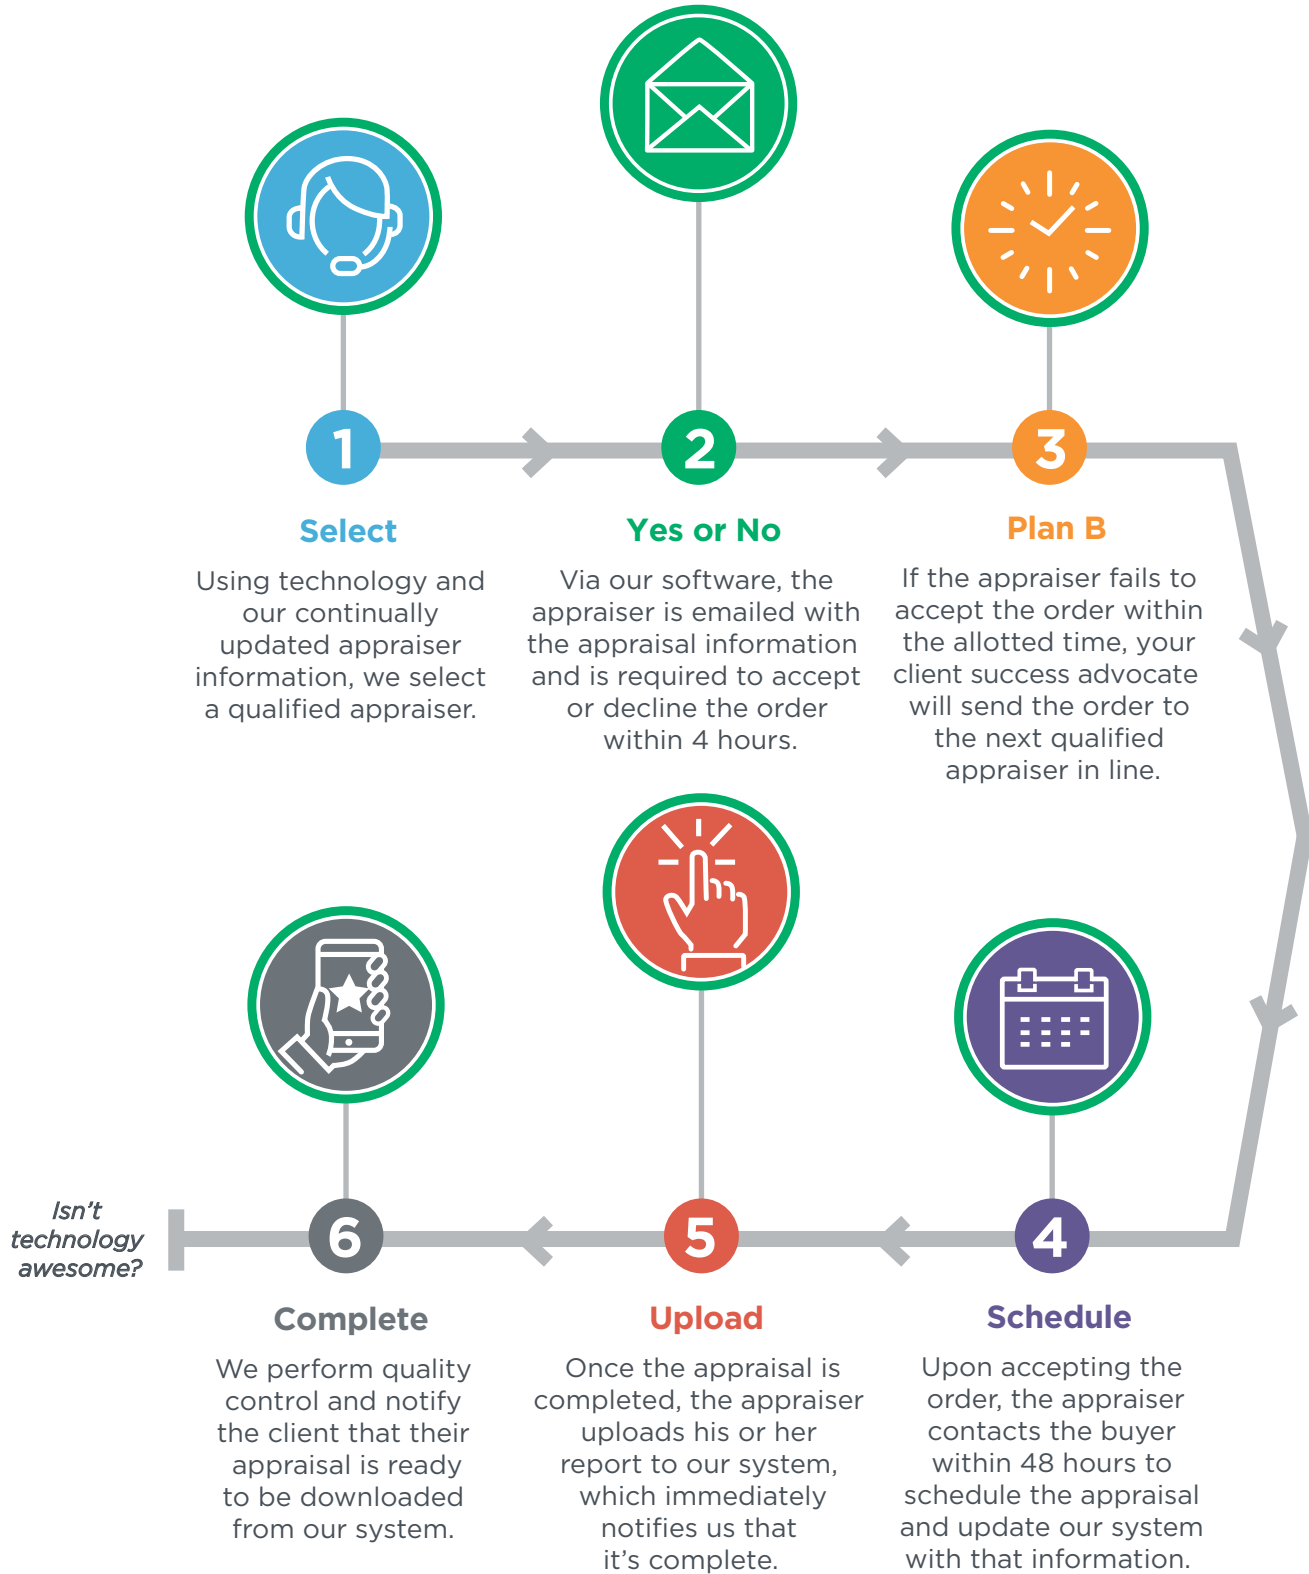 1
Select
Using technology and
our continually
updated appraiser
information, we select
a qualified appraiser.
2
Yes or No
Via our software, the
appraiser is emailed with
the appraisal information
and is required to accept
or decline the order
within 4 hours.
3
Plan B
If the appraiser fails to
accept the order within
the allotted time, your
client success advocate
will send the order to
the next qualified
appraiser in line.
4
Schedule
Upon accepting the
order, the appraiser
contacts the buyer
within 48 hours to
schedule the appraisal
and update our system
with that information.
5
Upload
Once the appraisal is
completed, the appraiser
uploads his or her
report to our system,
which immediately
notifies us that
it’s complete.
6
Complete
We perform quality
control and notify
the client that their
appraisal is ready
to be downloaded
from our system.
Isn’t
technology
awesome?